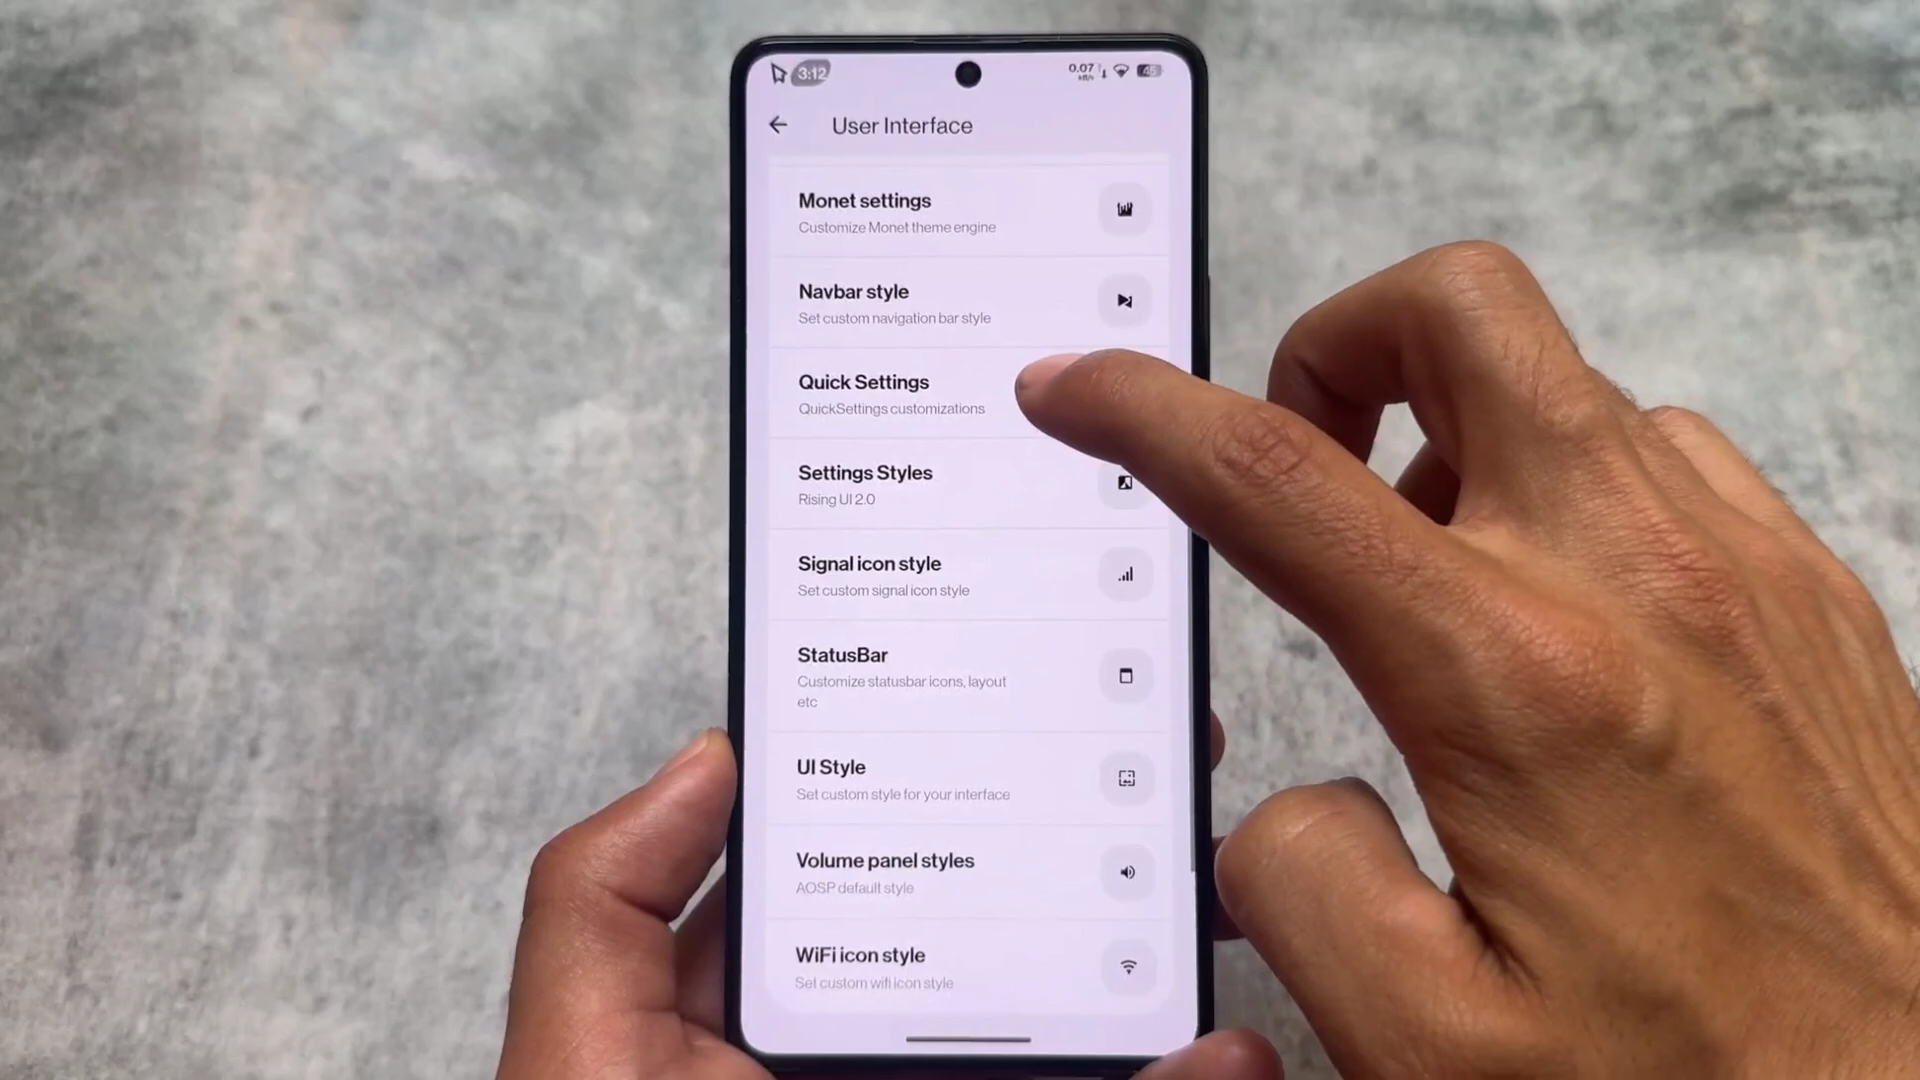 3:12
0.07
kB/s
45
User Interface
Monet settings
Customize Monet theme engine
Navbar style
Set custom navigation bar style
Quick Settings
QuickSettings customizations
Settings Styles
Rising UI 2.0
Signal icon style
Set custom signal icon style
StatusBar
Customize statusbar icons, layout
etc
UI Style
Set custom style for your interface
Volume panel styles
AOSP default style
WiFi icon style
Set custom wifi icon style